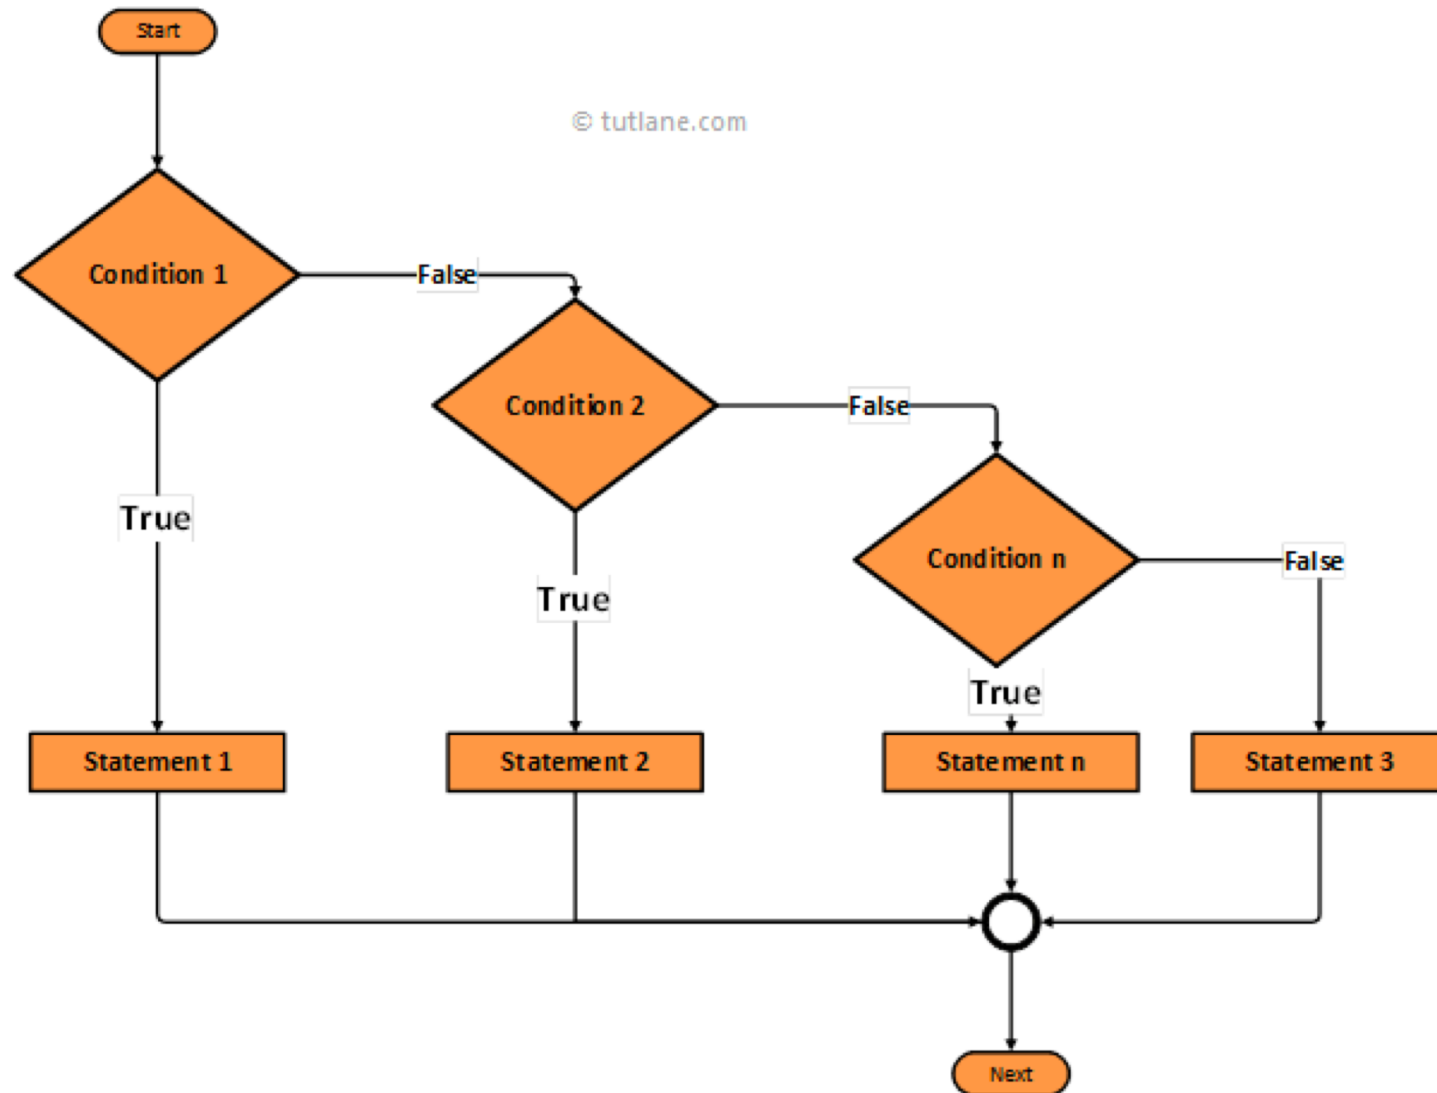 Start
© tutlane.com
Condition 1
False
Condition 2
False
True
Condition n
False
True
True
Statement 1
Statement 2
Statement n
Statement 3
Next